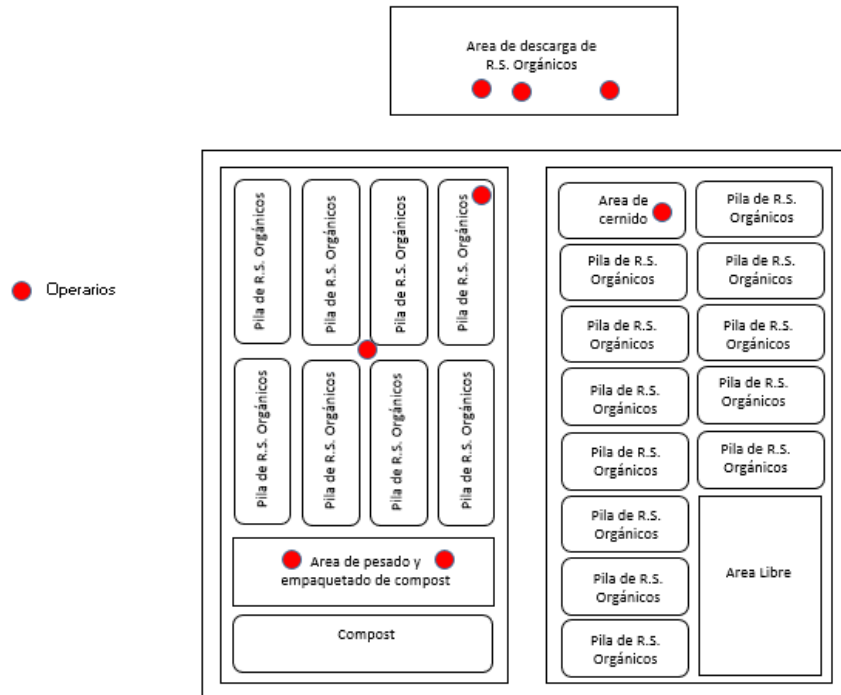 Area de descarga de
R.S. Orgánicos
Operarios
Pila de R.S. Orgánicos
Pila de R.S. Orgánicos
Pila de R.S. Orgánicos
Pila de R.S. Orgánicos
Pila de R.S. Orgánicos
Pila de R.S. Orgánicos
Pila de R.S. Orgánicos
Pila de R.S. Orgánicos
Area de pesado y
empaquetado de compost
Compost
Area de
cernido
Pila de R.S.
Orgánicos
Pila de R.S.
Orgánicos
Pila de R.S.
Orgánicos
Pila de R.S.
Orgánicos
Pila de R.S.
Orgánicos
Pila de R.S.
Orgánicos
Pila de R.S.
Orgánicos
Pila de R.S.
Orgánicos
Pila de R.S.
Orgánicos
Pila de R.S.
Orgánicos
Pila de R.S.
Orgánicos
Pila de R.S.
Orgánicos
Area Libre